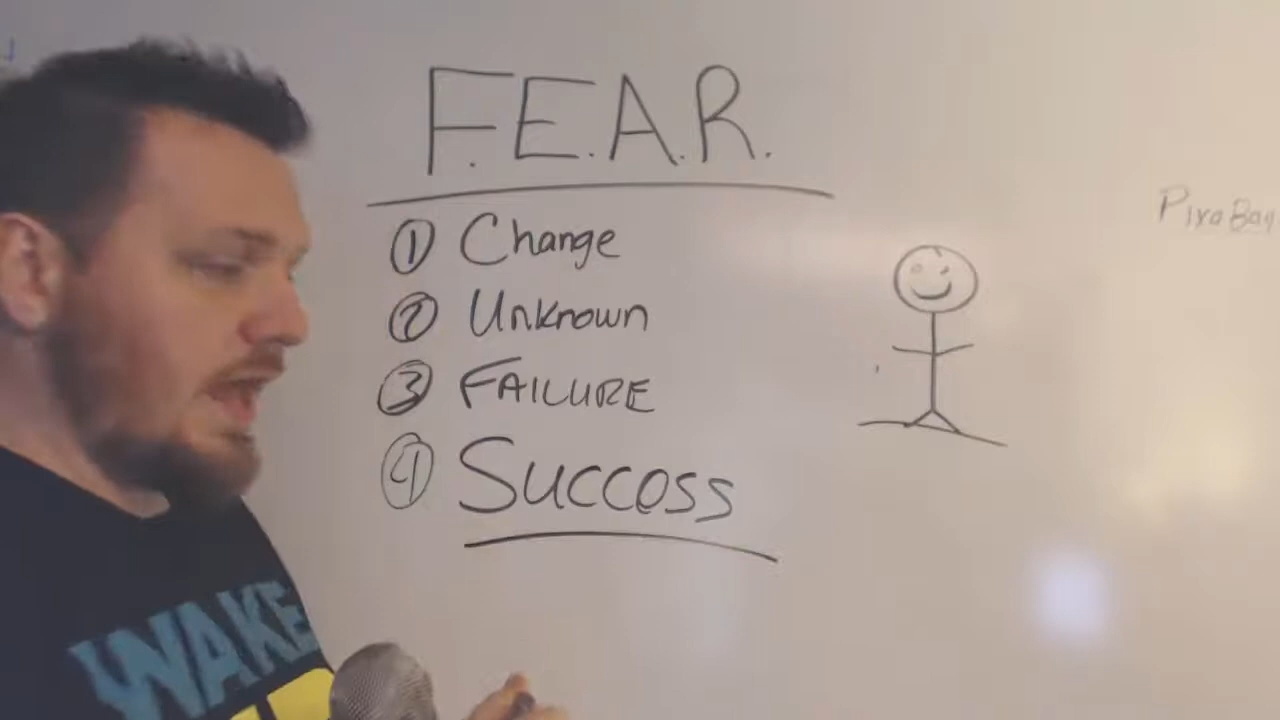 F.E.A.R.
① Change
② Unknown
③ FAILURE
④ Success
PixaBay
WAKE